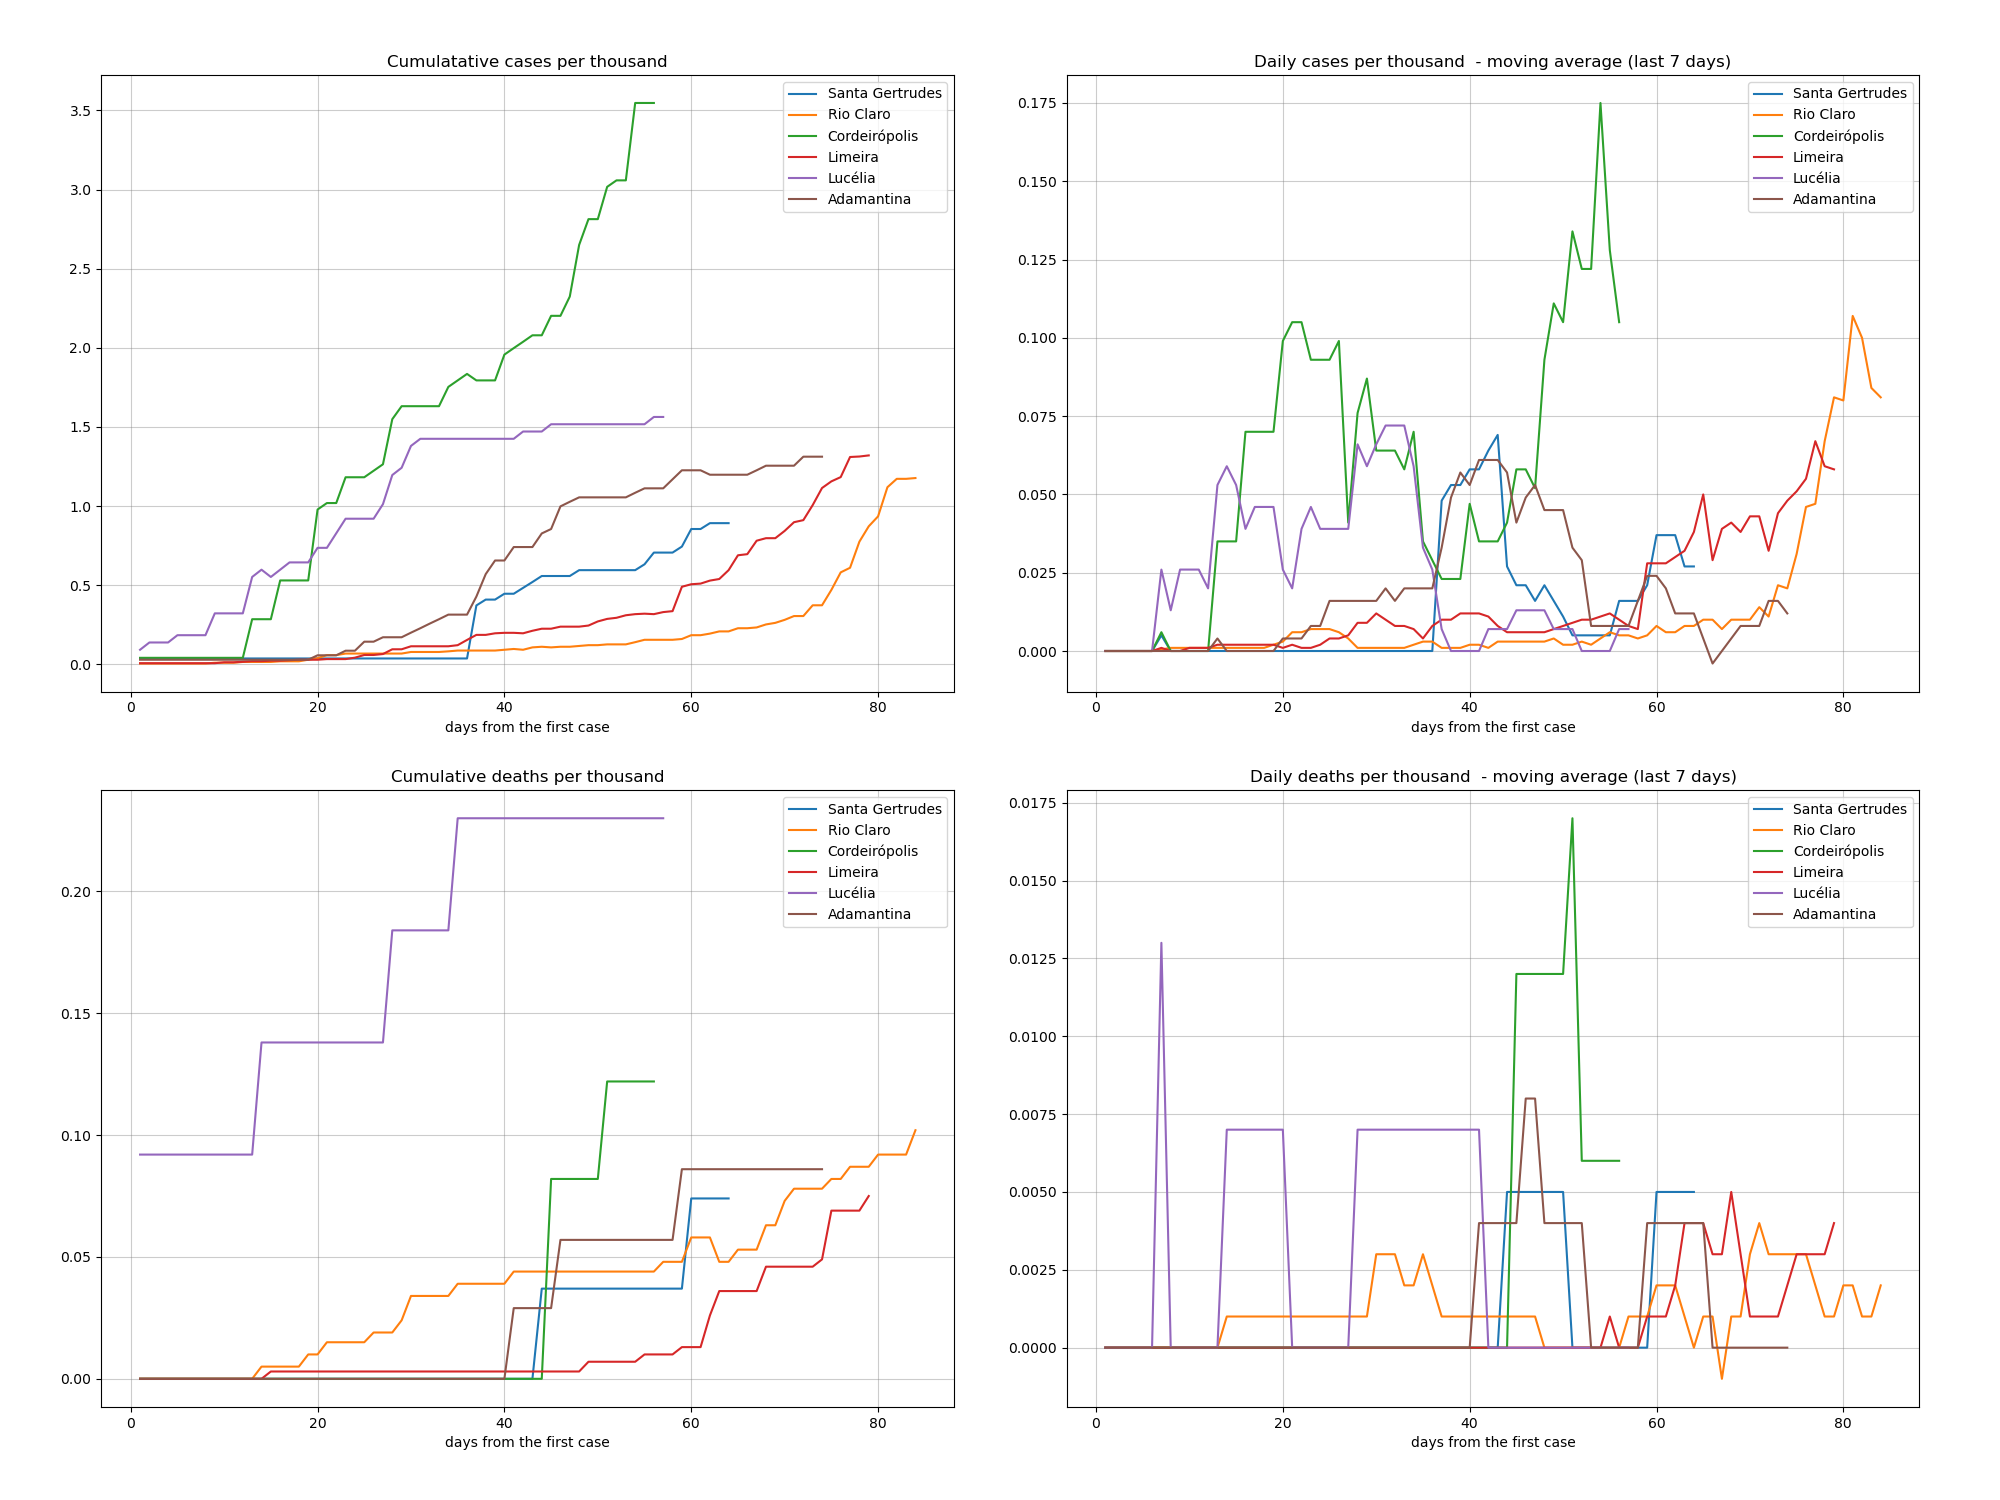 Cumulatative cases per thousand
3.5
3.0
2.5
2.0
1.5
1.0
0.5
0.0
0 20 40 60 80
days from the first case
Santa Gertrudes
Rio Claro
Cordeirópolis
Limeira
Lucélia
Adamantina
Daily cases per thousand - moving average (last 7 days)
0.175
0.150
0.125
0.100
0.075
0.050
0.025
0.000
0 20 40 60 80
days from the first case
Santa Gertrudes
Rio Claro
Cordeirópolis
Limeira
Lucélia
Adamantina
Cumulative deaths per thousand
0.20
0.15
0.10
0.05
0.00
0 20 40 60 80
days from the first case
Santa Gertrudes
Rio Claro
Cordeirópolis
Limeira
Lucélia
Adamantina
Daily deaths per thousand - moving average (last 7 days)
0.0175
0.0150
0.0125
0.0100
0.0075
0.0050
0.0025
0.0000
0 20 40 60 80
days from the first case
Santa Gertrudes
Rio Claro
Cordeirópolis
Limeira
Lucélia
Adamantina